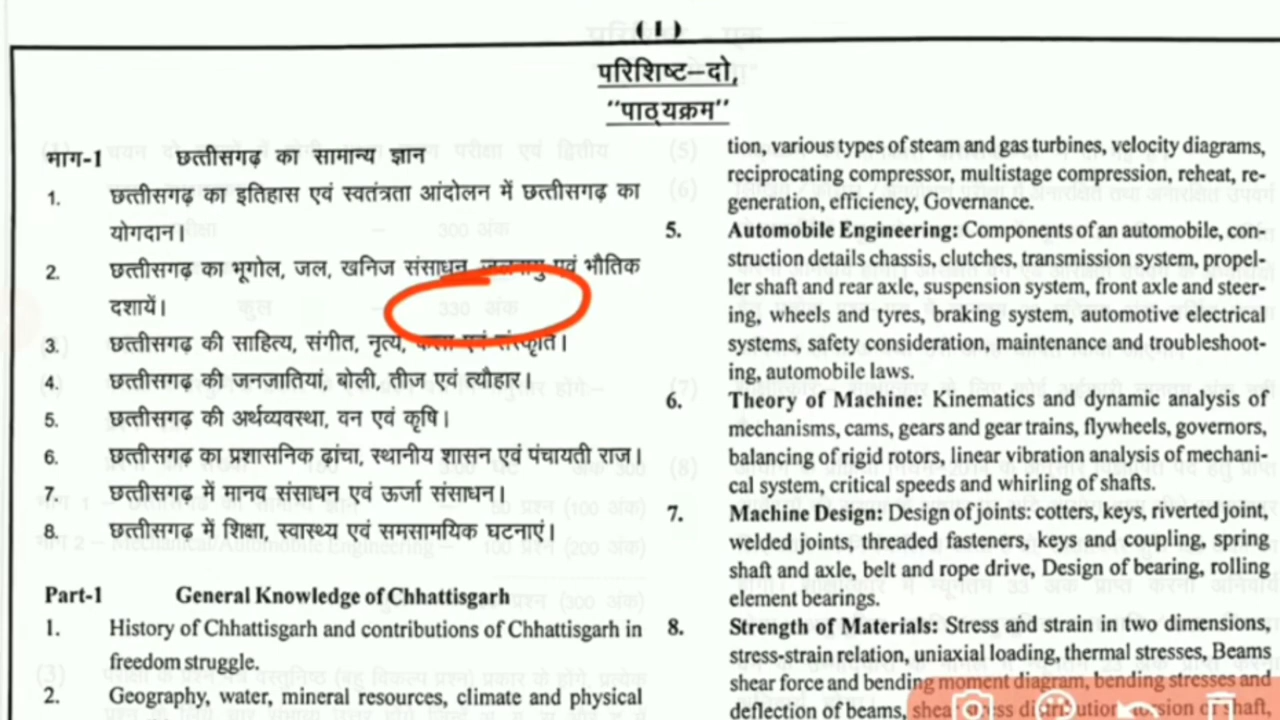 ( 1 )
परिशिष्ट–दो,
"पाठ्यक्रम"
भाग-1 छत्तीसगढ़ का सामान्य ज्ञान
1. छत्तीसगढ़ का इतिहास एवं स्वतंत्रता आंदोलन में छत्तीसगढ़ का
योगदान।
2. छत्तीसगढ़ का भूगोल, जल, खनिज संसाधन, जलवायु एवं भौतिक
दशायें।
3. छत्तीसगढ़ की साहित्य, संगीत, नृत्य, कला एवं संस्कृति।
4. छत्तीसगढ़ की जनजातियां, बोली, तीज एवं त्यौहार।
5. छत्तीसगढ़ की अर्थव्यवस्था, वन एवं कृषि।
6. छत्तीसगढ़ का प्रशासनिक ढ़ांचा, स्थानीय शासन एवं पंचायती राज।
7. छत्तीसगढ़ में मानव संसाधन एवं ऊर्जा संसाधन।
8. छत्तीसगढ़ में शिक्षा, स्वास्थ्य एवं समसामयिक घटनाएं।
Part-1 General Knowledge of Chhattisgarh
1. History of Chhattisgarh and contributions of Chhattisgarh in
freedom struggle.
2. Geography, water, mineral resources, climate and physical
tion, various types of steam and gas turbines, velocity diagrams,
reciprocating compressor, multistage compression, reheat, re-
generation, efficiency, Governance.
5. Automobile Engineering: Components of an automobile, con-
struction details chassis, clutches, transmission system, propel-
ler shaft and rear axle, suspension system, front axle and steer-
ing, wheels and tyres, braking system, automotive electrical
systems, safety consideration, maintenance and troubleshoot-
ing, automobile laws.
6. Theory of Machine: Kinematics and dynamic analysis of
mechanisms, cams, gears and gear trains, flywheels, governors,
balancing of rigid rotors, linear vibration analysis of mechani-
cal system, critical speeds and whirling of shafts.
7. Machine Design: Design of joints: cotters, keys, riverted joint,
welded joints, threaded fasteners, keys and coupling, spring
shaft and axle, belt and rope drive, Design of bearing, rolling
element bearings.
8. Strength of Materials: Stress and strain in two dimensions,
stress-strain relation, uniaxial loading, thermal stresses, Beams
shear force and bending moment diagram, bending stresses and
deflection of beams, shear stress distribution, torsion of shaft,